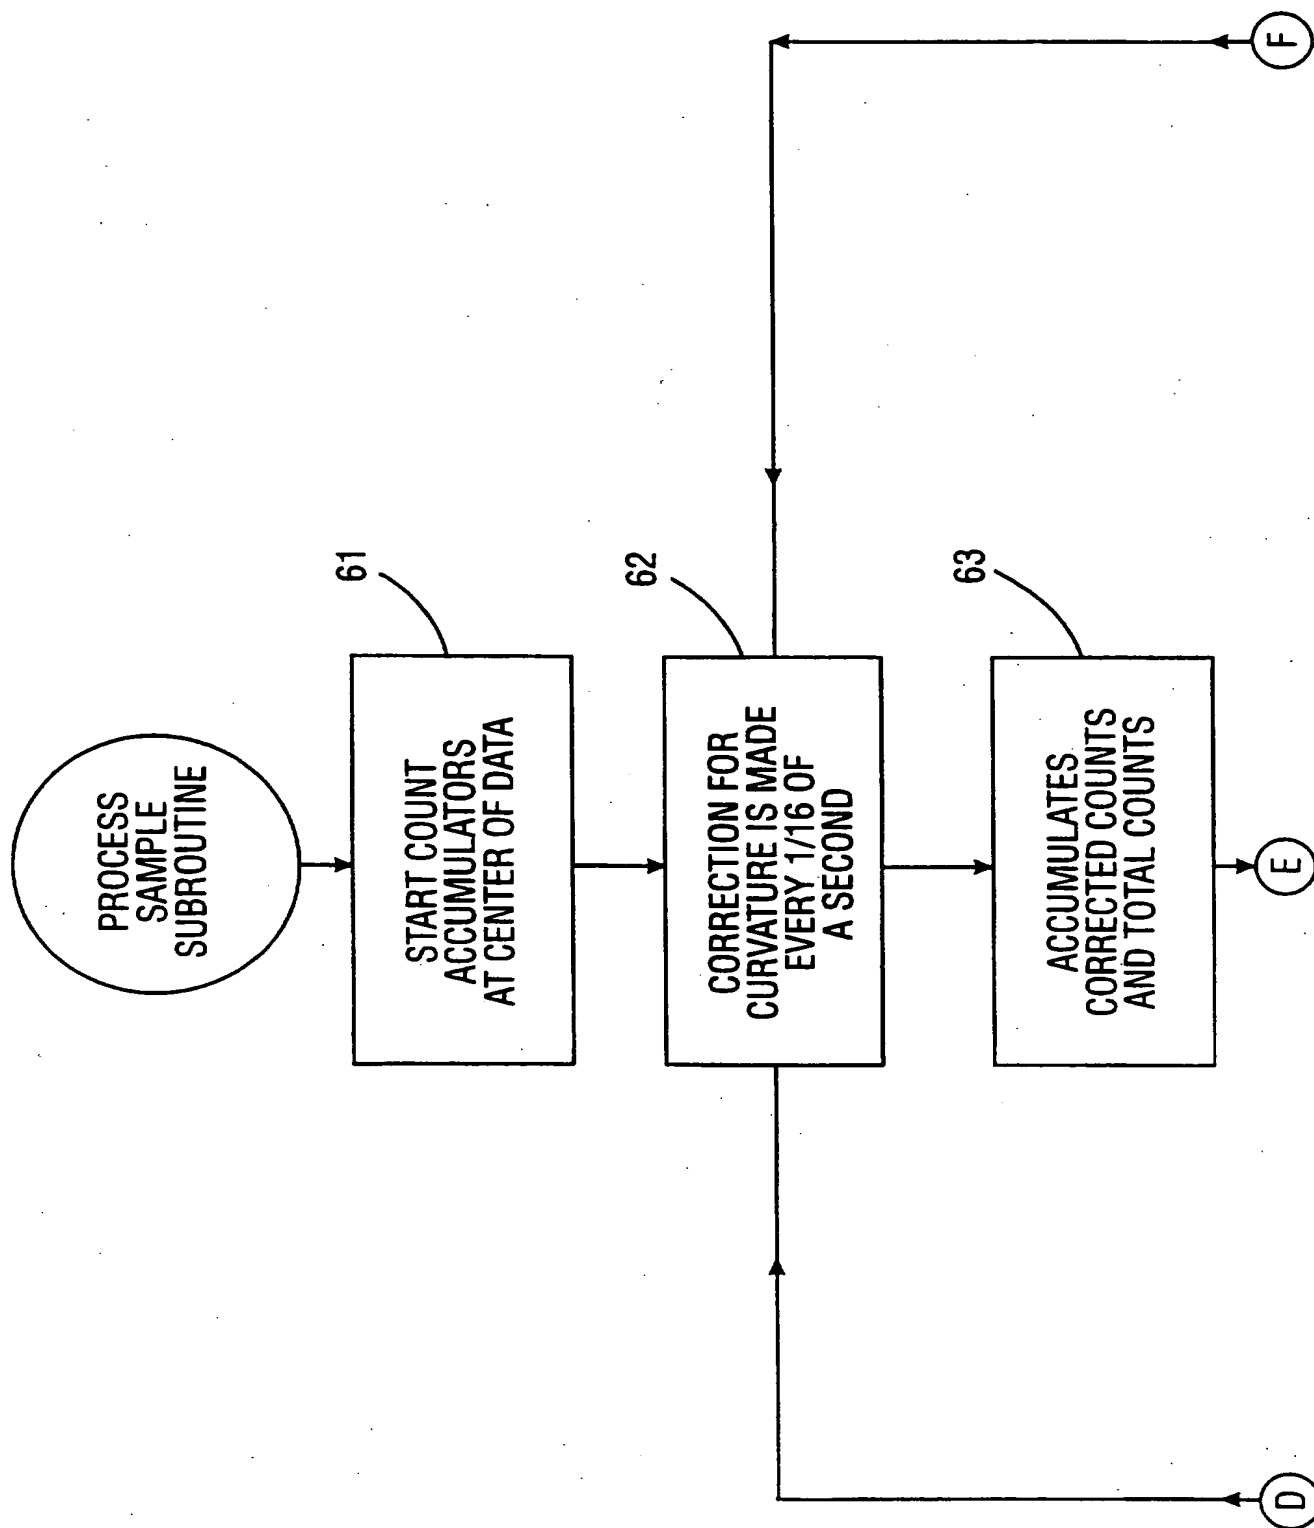 PROCESS
SAMPLE
SUBROUTINE
61
START COUNT
ACCUMULATORS
AT CENTER OF DATA
62
CORRECTION FOR
CURVATURE IS MADE
EVERY 1/16 OF
A SECOND
63
ACCUMULATES
CORRECTED COUNTS
AND TOTAL COUNTS
D
E
F